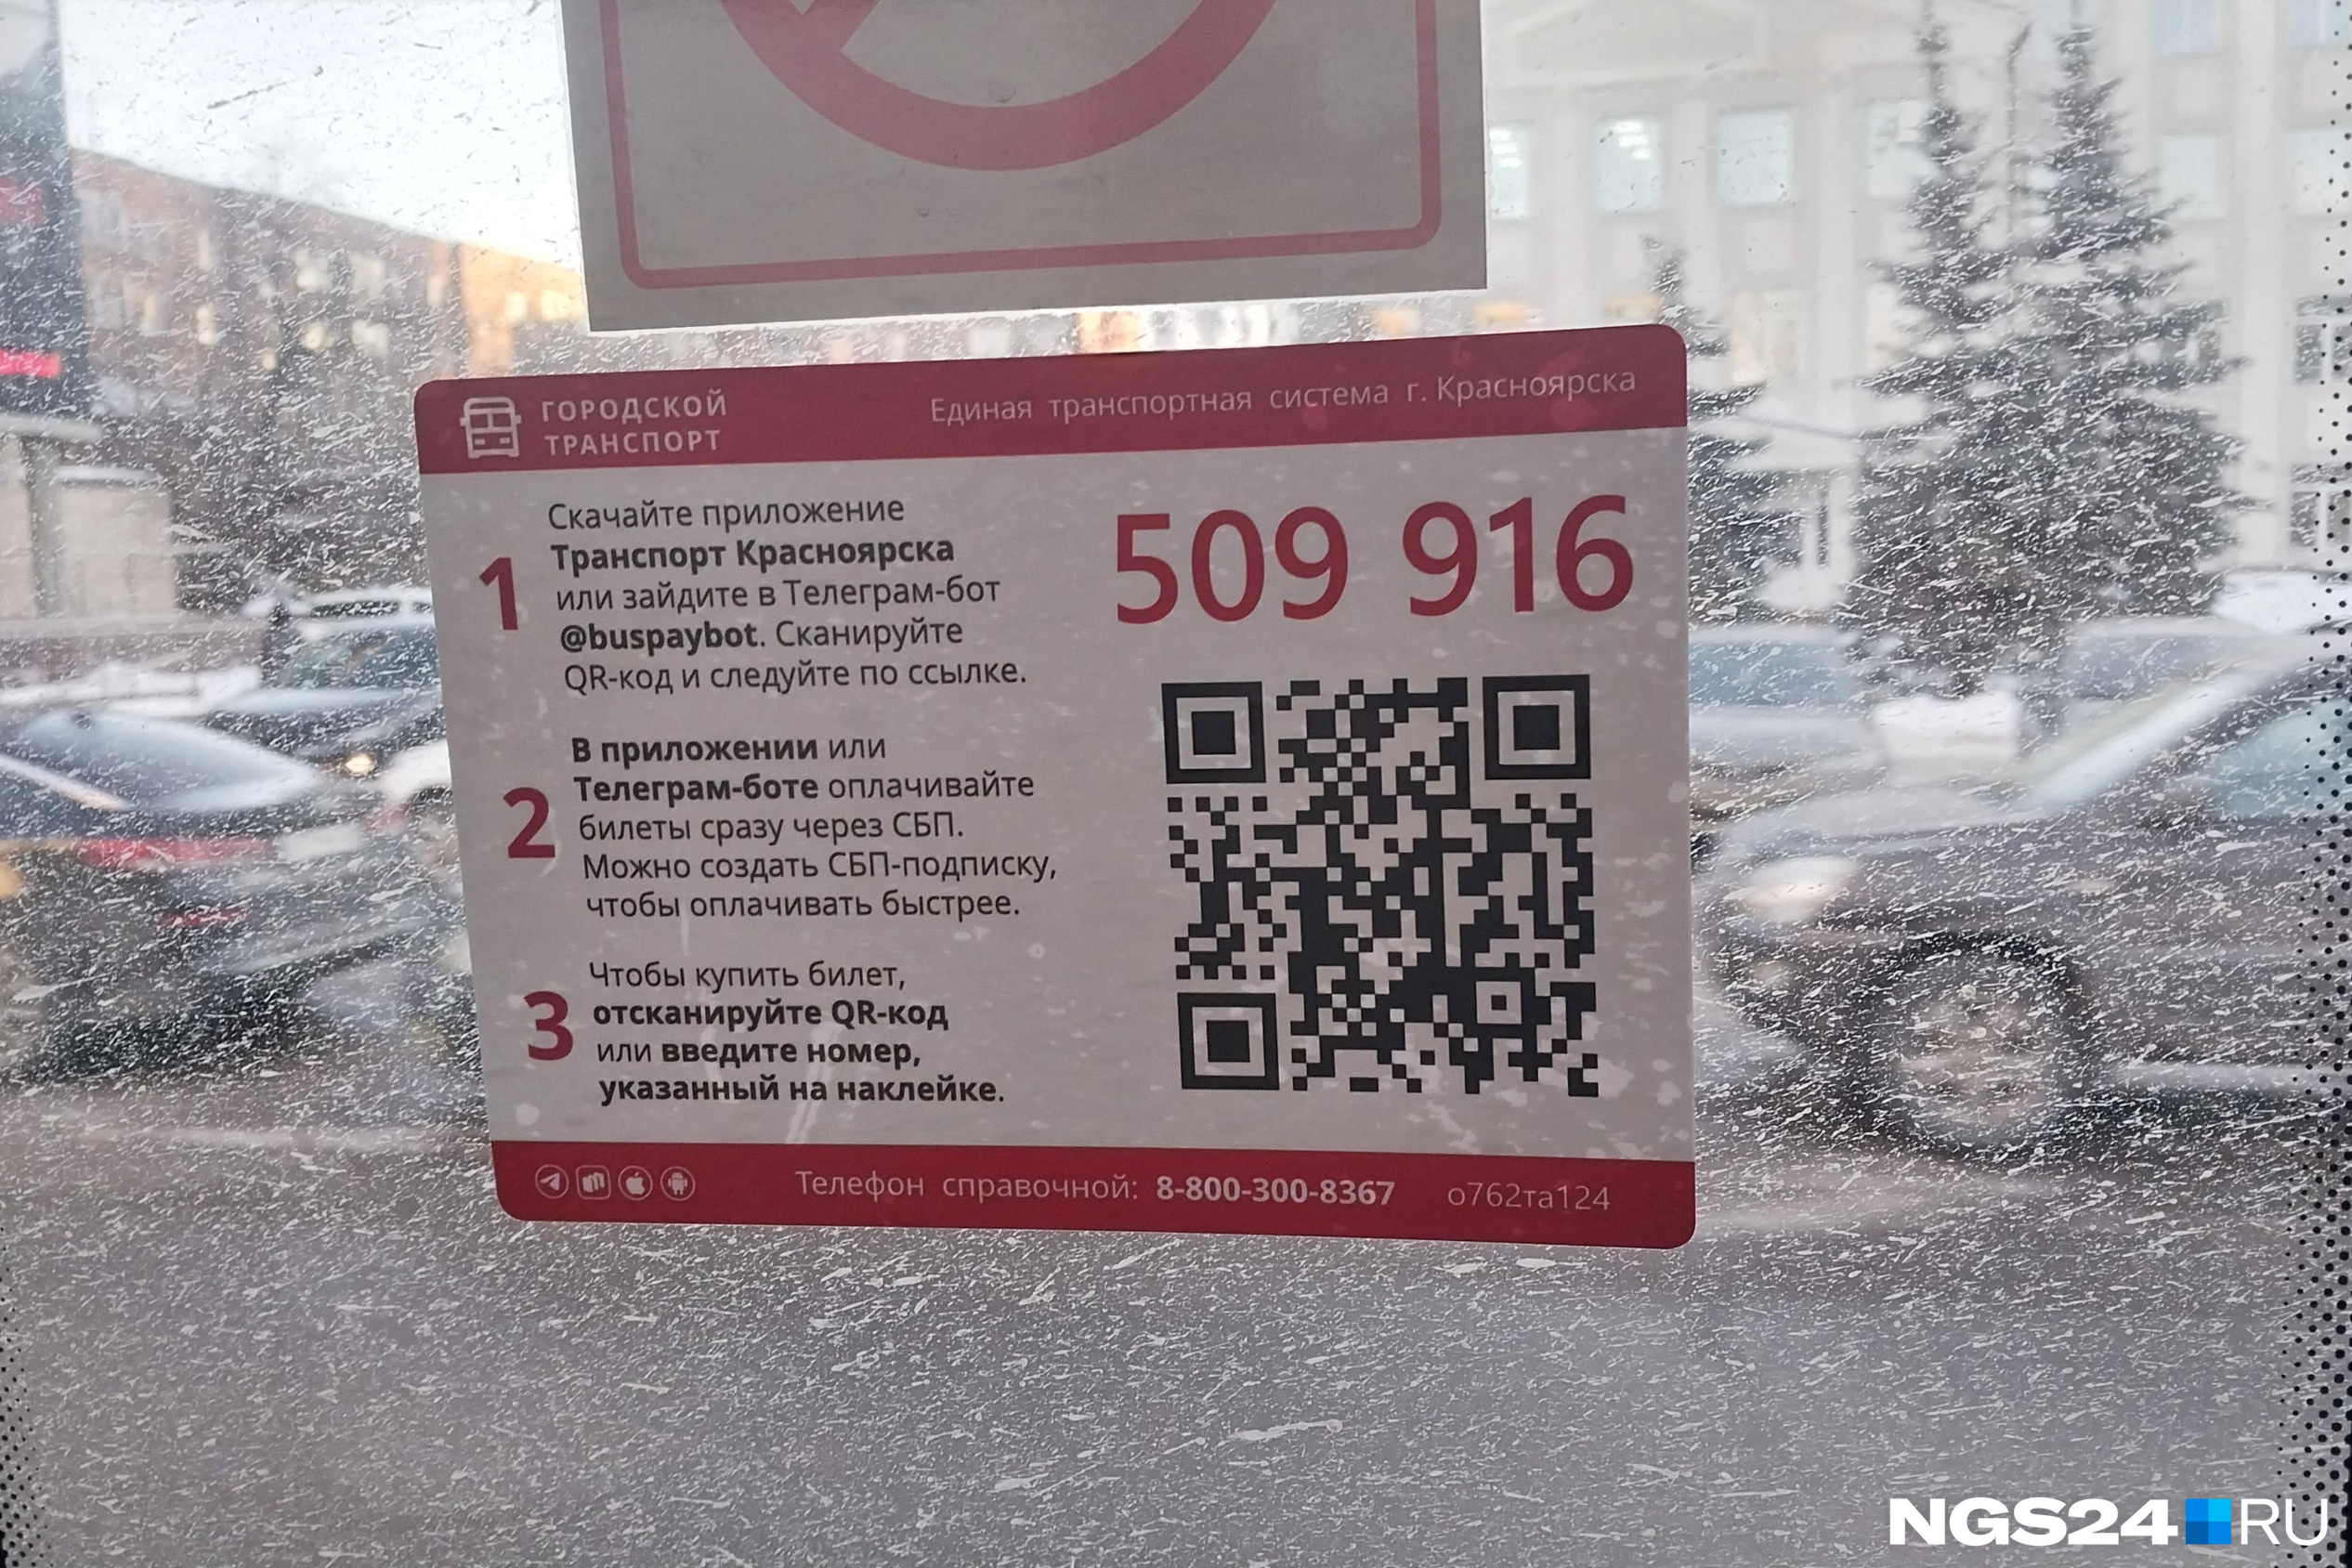 ГОРОДСКОЙ
ТРАНСПОРТ
Единая транспортная система г. Красноярска
1
Скачайте приложение
Транспорт Красноярска
или зайдите в Телеграм-бот
@buspaybot. Сканируйте
QR-код и следуйте по ссылке.
2
В приложении или
Телеграм-боте оплачивайте
билеты сразу через СБП.
Можно создать СБП-подписку,
чтобы оплачивать быстрее.
3
Чтобы купить билет,
отсканируйте QR-код
или введите номер,
указанный на наклейке.
509 916
Телефон справочной: 8-800-300-8367
о762та124
NGS24 RU